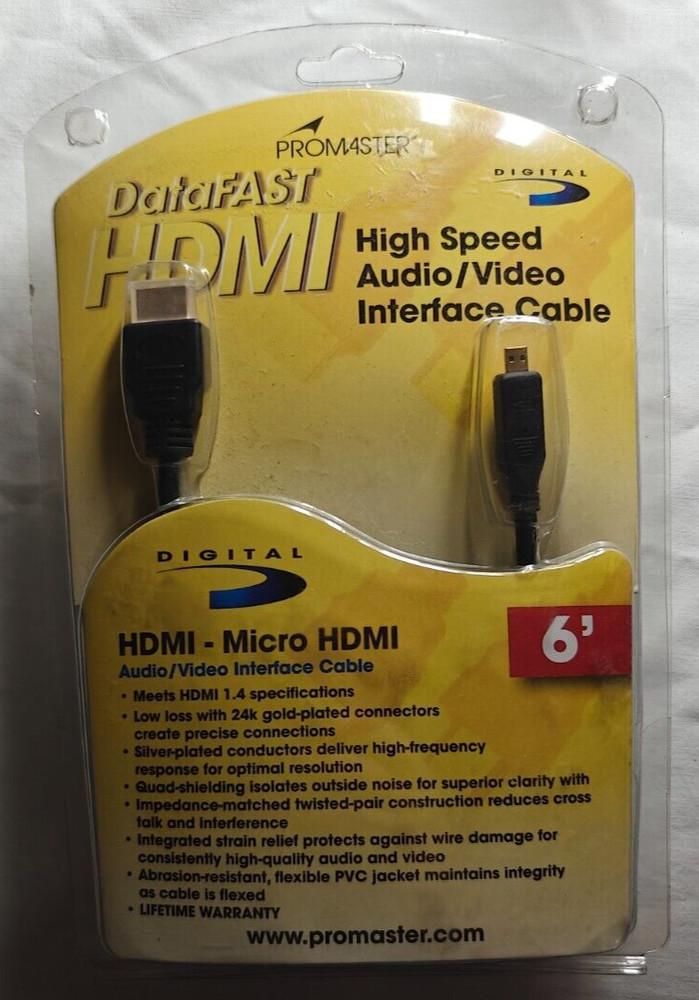 PROMASTER
DIGITAL
DataFAST
HDMI
High Speed
Audio/Video
Interface Cable
DIGITAL
HDMI - Micro HDMI
Audio/Video Interface Cable
6'
• Meets HDMI 1.4 specifications
• Low loss with 24k gold-plated connectors
create precise connections
• Silver-plated conductors deliver high-frequency
response for optimal resolution
• Quad-shielding isolates outside noise for superior clarity with
• Impedance-matched twisted-pair construction reduces cross
talk and interference
• Integrated strain relief protects against wire damage for
consistently high-quality audio and video
• Abrasion-resistant, flexible PVC jacket maintains integrity
as cable is flexed
• LIFETIME WARRANTY
www.promaster.com